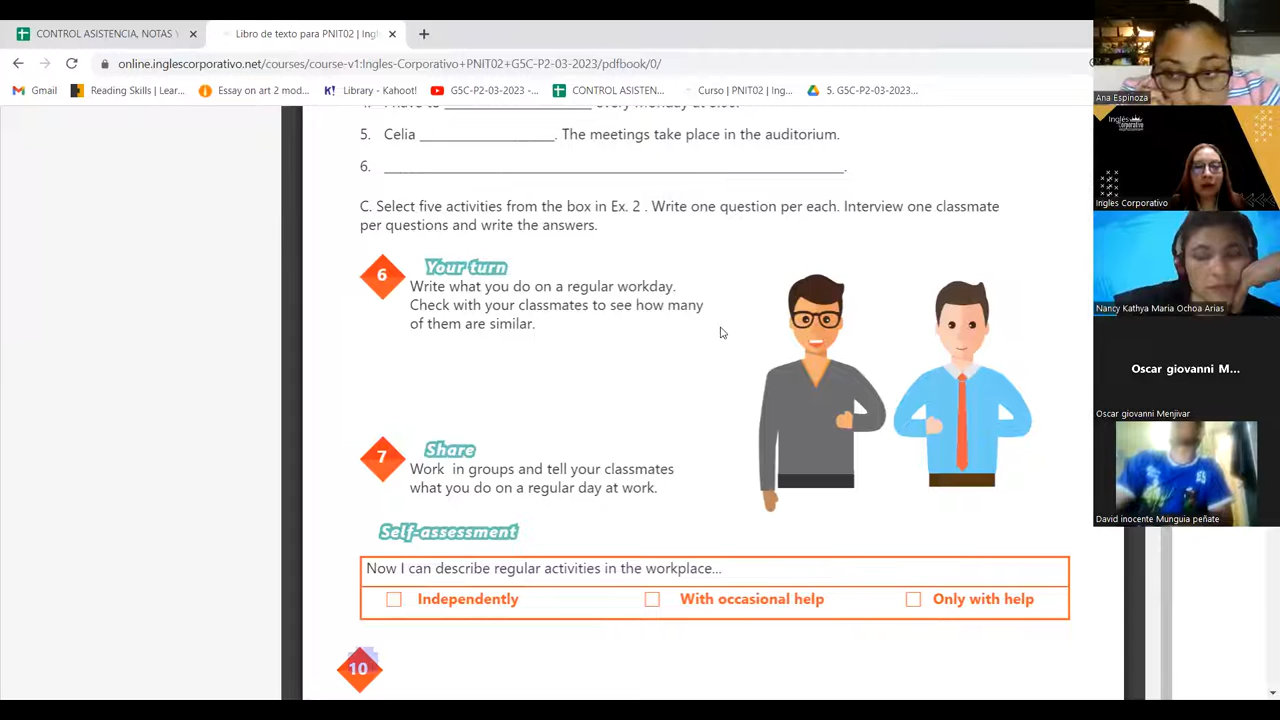 CONTROL ASISTENCIA, NOTAS
Libro de texto para PNIT02 | Ingl
online.inglescorporativo.net/courses/course-v1:Ingles-Corporativo+PNIT02+G5C-P2-03-2023/pdfbook/0/
Gmail
Reading Skills | Lear...
Essay on art 2 mod...
Library - Kahoot!
G5C-P2-03-2023 -...
CONTROL ASISTEN...
Curso | PNIT02 | Ing...
5. G5C-P2-03-2023...
5. Celia ___________________. The meetings take place in the auditorium.
6. _________________________________________________________________.
C. Select five activities from the box in Ex. 2 . Write one question per each. Interview one classmate
per questions and write the answers.
6 Your turn
Write what you do on a regular workday.
Check with your classmates to see how many
of them are similar.
7 Share
Work in groups and tell your classmates
what you do on a regular day at work.
Self-assessment
Now I can describe regular activities in the workplace...
Independently
With occasional help
Only with help
10
Ana Espinoza
Inglés
Corporativo
Ingles Corporativo
Nancy Kathya Maria Ochoa Arias
Oscar giovanni M...
Oscar giovanni Menjivar
David inocente Munguia peñate